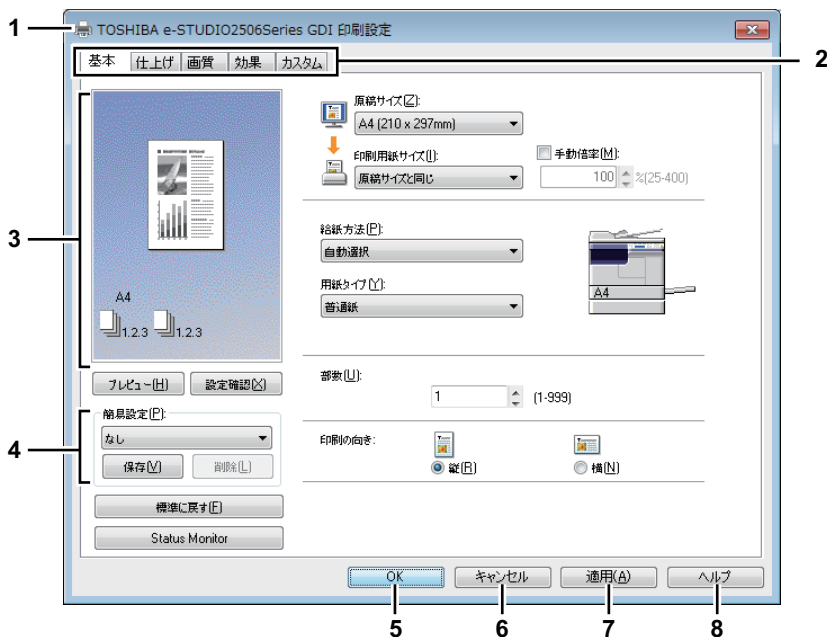 1
TOSHIBA e-STUDIO2506Series GDI 印刷設定
基本 仕上げ 画質 効果 カスタム
2
原稿サイズ(Z):
A4 (210 x 297mm)
印刷用紙サイズ(I):
原稿サイズと同じ
手動倍率(M):
100 %(25-400)
3
A4
1.2.3 1.2.3
給紙方法(P):
自動選択
用紙タイプ(Y):
普通紙
A4
プレビュー(H) 設定確認(X)
部数(U):
1 (1-999)
4
簡易設定(P):
なし
保存(V) 削除(L)
印刷の向き:
縦(R) 横(N)
標準に戻す(F)
Status Monitor
OK キャンセル 適用(A) ヘルプ
5 6 7 8